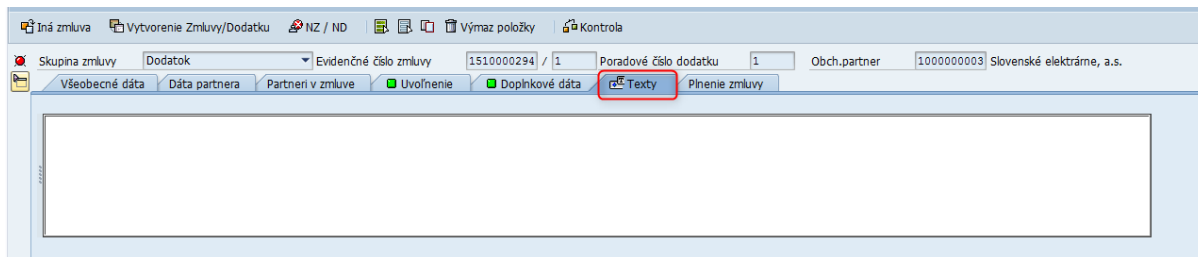 Iná zmluva Vytvorenie Zmluvy/Dodatku NZ / ND Výmaz položky Kontrola
Skupina zmluvy Dodatok Evidenčné číslo zmluvy 1510000294 / 1 Poradové číslo dodatku 1 Obch.partner 1000000003 Slovenské elektrárne, a.s.
Všeobecné dáta Dáta partnera Partneri v zmluve Uvoľnenie Doplnkové dáta Texty Plnenie zmluvy